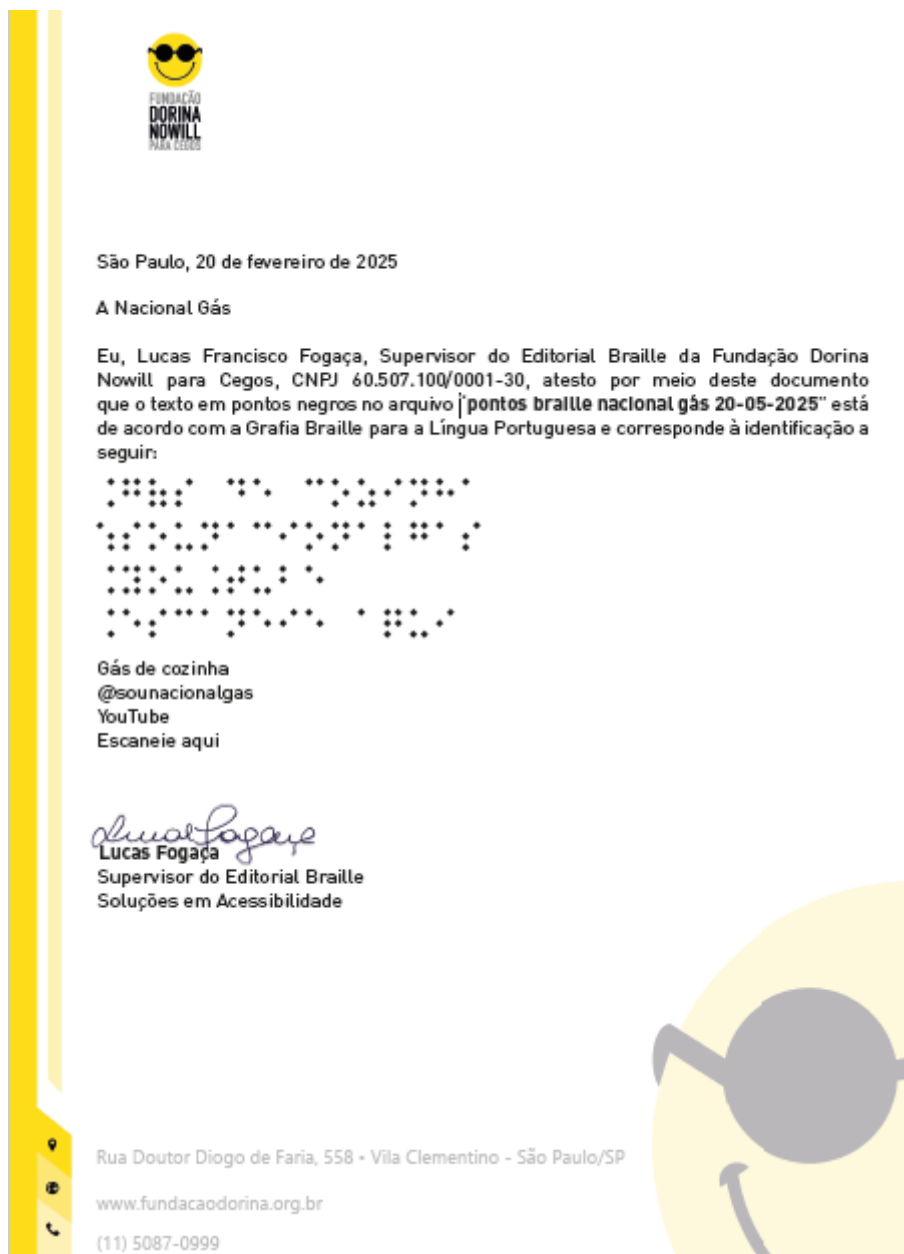 FUNDAÇÃO
DORINA
NOWILL
PARA CEGOS
São Paulo, 20 de fevereiro de 2025
A Nacional Gás
Eu, Lucas Francisco Fogaça, Supervisor do Editorial Braille da Fundação Dorina
Nowill para Cegos, CNPJ 60.507.100/0001-30, atesto por meio deste documento
que o texto em pontos negros no arquivo "pontos braille nacional gás 20-05-2025" está
de acordo com a Grafia Braille para a Língua Portuguesa e corresponde à identificação a
seguir:
Gás de cozinha
@sounacionalgas
YouTube
Escaneie aqui
Lucas Fogaça
Supervisor do Editorial Braille
Soluções em Acessibilidade
Rua Doutor Diogo de Faria, 558 • Vila Clementino - São Paulo/SP
www.fundacaodorina.org.br
(11) 5087-0999